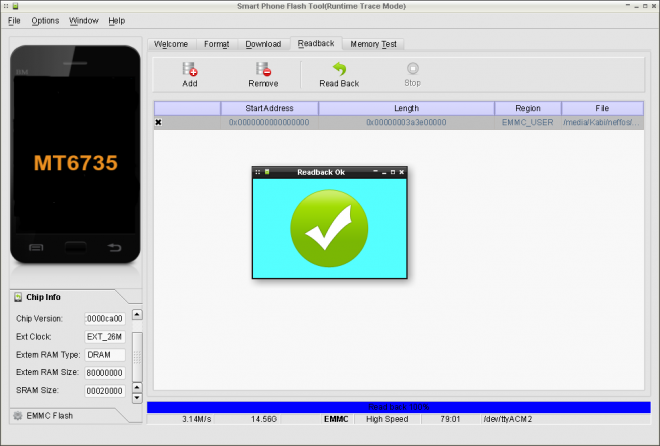 Smart Phone Flash Tool(Runtime Trace Mode)
File Options Window Help
Welcome Format Download Readback Memory Test
Add Remove Read Back Stop
StartAddress Length Region File
0x0000000000000000 0x00000003a3e00000 EMMC_USER /media/Kabi/neffos/...
BM
MT6735
Readback Ok
Chip Info
Chip Version: :0000ca00
Ext Clock: EXT_26M
Extern RAM Type: DRAM
Extern RAM Size: 80000000
SRAM Size: 00020000
EMMC Flash
Readback 100%
3.14M/s 14.56G EMMC High Speed 79:01 /dev/ttyACM2